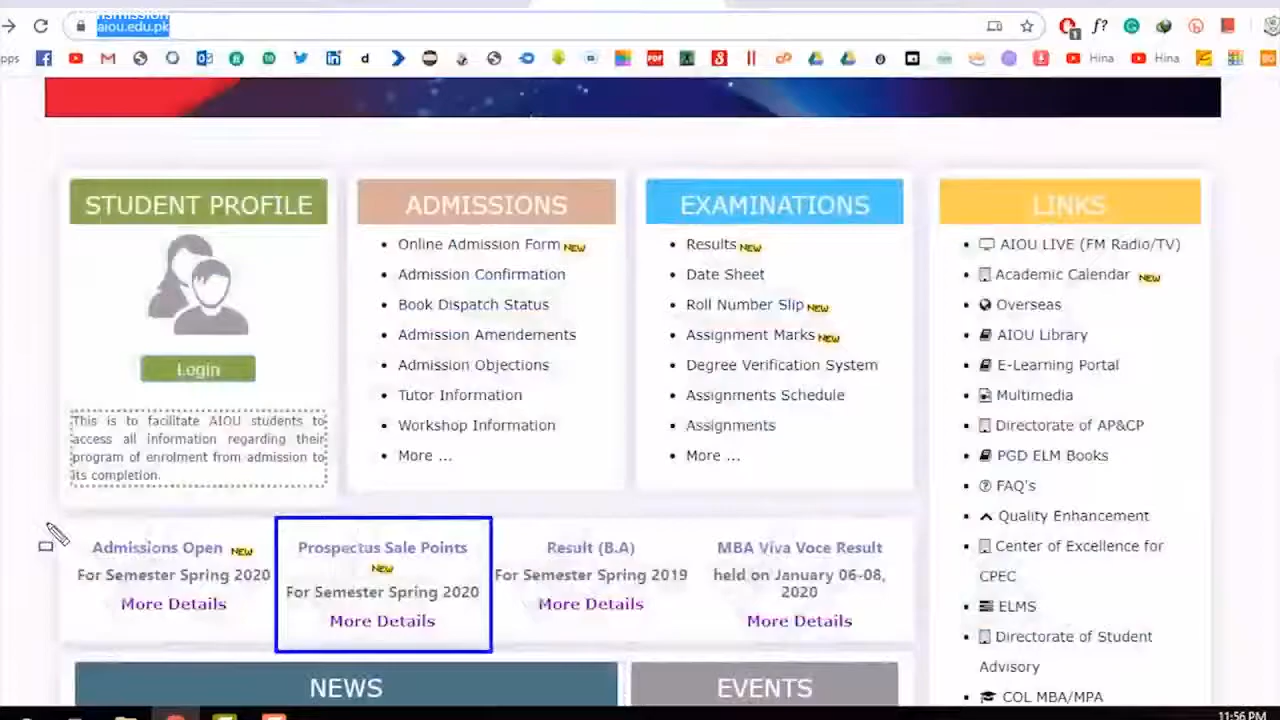 nsmission
aiou.edu.pk
1
f?
pps
PDF
Hina
Hina
STUDENT PROFILE
Login
This is to facilitate AIOU students to
access all information regarding their
program of enrolment from admission to
its completion.
ADMISSIONS
Online Admission Form NEW
Admission Confirmation
Book Dispatch Status
Admission Amendements
Admission Objections
Tutor Information
Workshop Information
More ...
EXAMINATIONS
Results NEW
Date Sheet
Roll Number Slip NEW
Assignment Marks NEW
Degree Verification System
Assignments Schedule
Assignments
More ...
LINKS
AIOU LIVE (FM Radio/TV)
Academic Calendar NEW
Overseas
AIOU Library
E-Learning Portal
Multimedia
Directorate of AP&CP
PGD ELM Books
FAQ's
Quality Enhancement
Center of Excellence for
CPEC
ELMS
Directorate of Student
Advisory
COL MBA/MPA
Admissions Open NEW
For Semester Spring 2020
More Details
Prospectus Sale Points
NEW
For Semester Spring 2020
More Details
Result (B.A)
For Semester Spring 2019
More Details
MBA Viva Voce Result
held on January 06-08,
2020
More Details
NEWS
EVENTS
11:56 PM